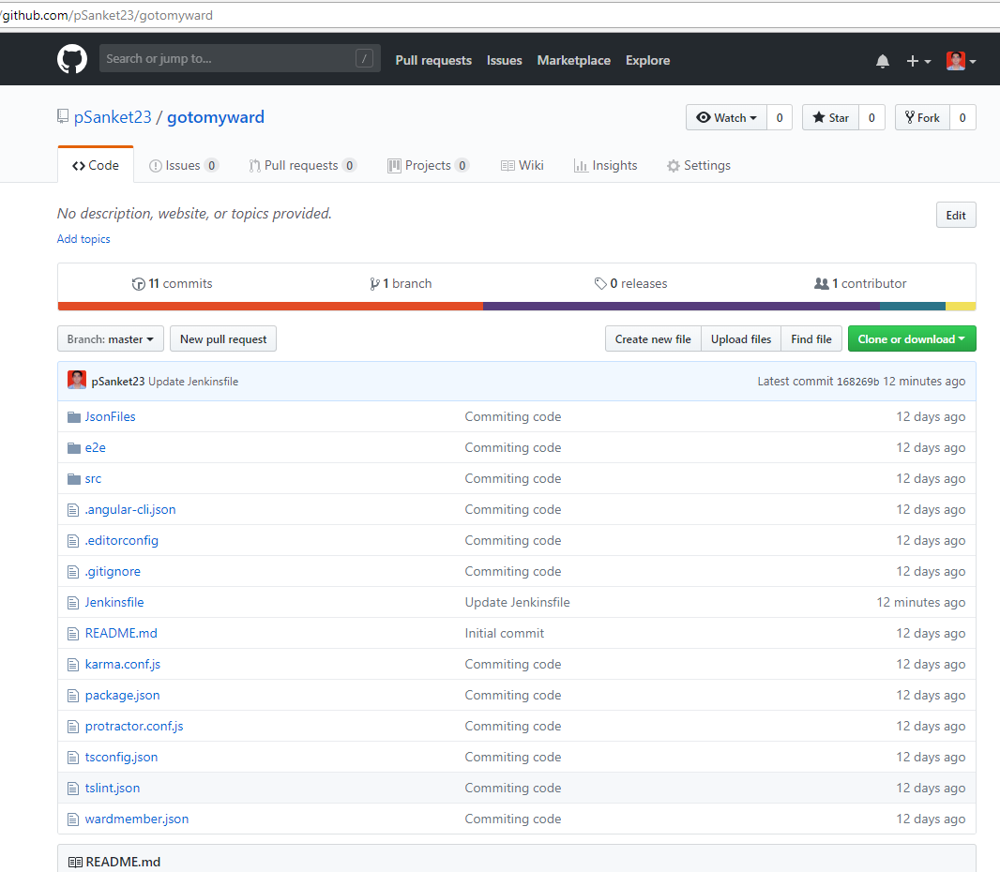 /github.com/pSanket23/gotomyward
Search or jump to... / Pull requests Issues Marketplace Explore
pSanket23 / gotomyward Watch 0 Star 0 Fork 0
Code Issues 0 Pull requests 0 Projects 0 Wiki Insights Settings
No description, website, or topics provided. Edit
Add topics
11 commits 1 branch 0 releases 1 contributor
Branch: master New pull request Create new file Upload files Find file Clone or download
pSanket23 Update Jenkinsfile Latest commit 168269b 12 minutes ago
JsonFiles Commiting code 12 days ago
e2e Commiting code 12 days ago
src Commiting code 12 days ago
.angular-cli.json Commiting code 12 days ago
.editorconfig Commiting code 12 days ago
.gitignore Commiting code 12 days ago
Jenkinsfile Update Jenkinsfile 12 minutes ago
README.md Initial commit 12 days ago
karma.conf.js Commiting code 12 days ago
package.json Commiting code 12 days ago
protractor.conf.js Commiting code 12 days ago
tsconfig.json Commiting code 12 days ago
tslint.json Commiting code 12 days ago
wardmember.json Commiting code 12 days ago
README.md